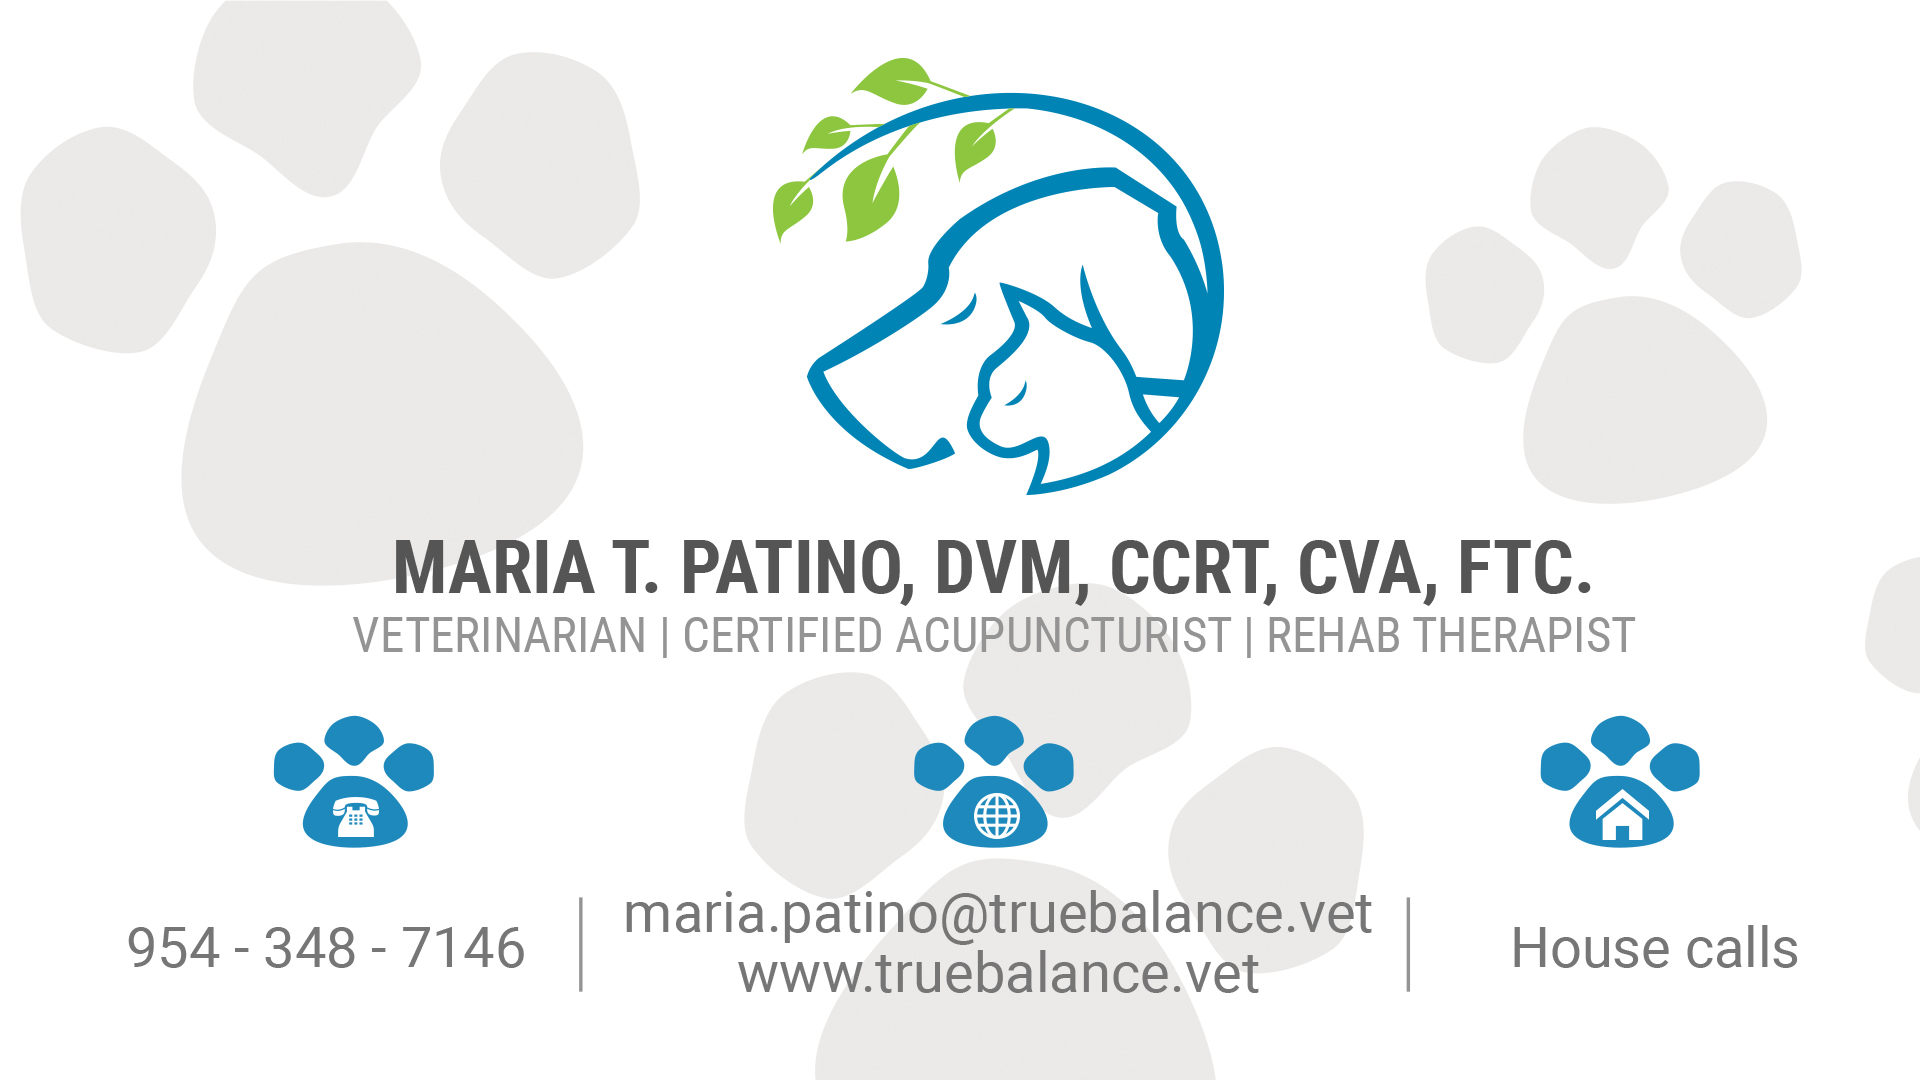 MARIA T. PATINO, DVM, CCRT, CVA, FTC.
VETERINARIAN | CERTIFIED ACUPUNCTURIST | REHAB THERAPIST
954 - 348 - 7146
maria.patino@truebalance.vet
www.truebalance.vet
House calls